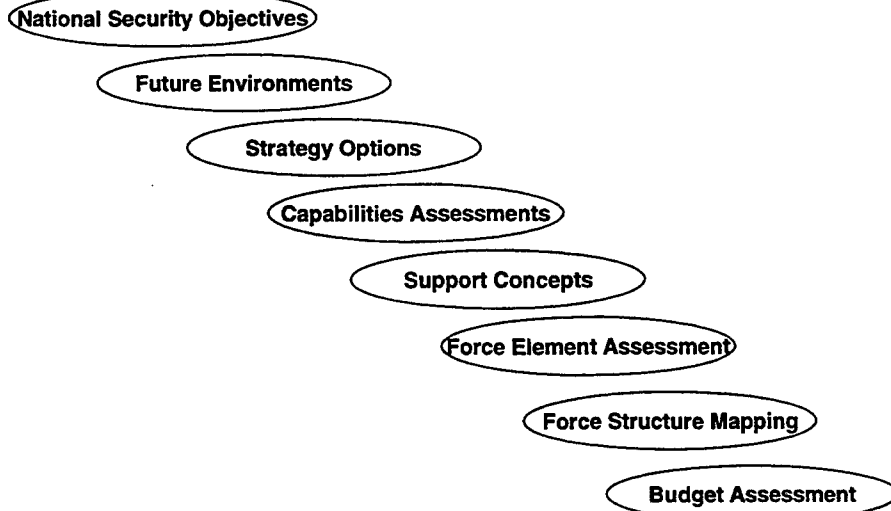 National Security Objectives
Future Environments
Strategy Options
Capabilities Assessments
Support Concepts
Force Element Assessment
Force Structure Mapping
Budget Assessment